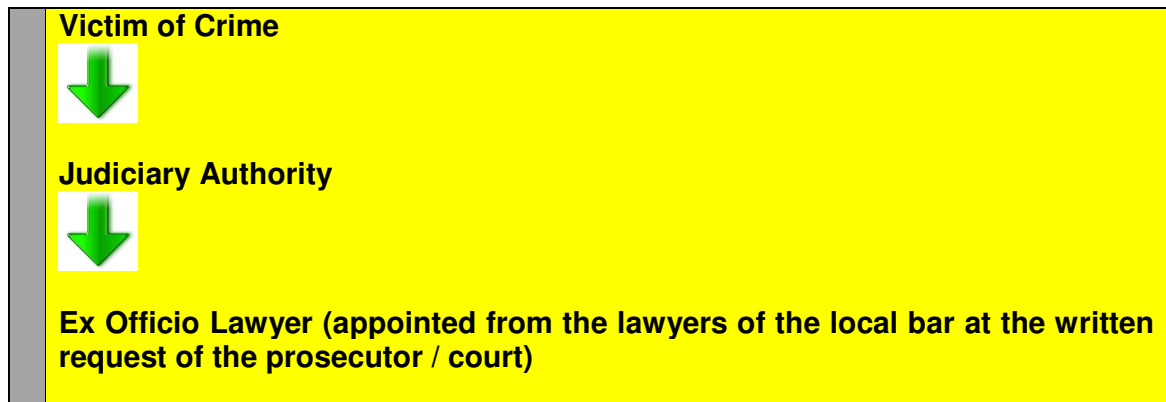 Victim of Crime
Judiciary Authority
Ex Officio Lawyer (appointed from the lawyers of the local bar at the written
request of the prosecutor / court)